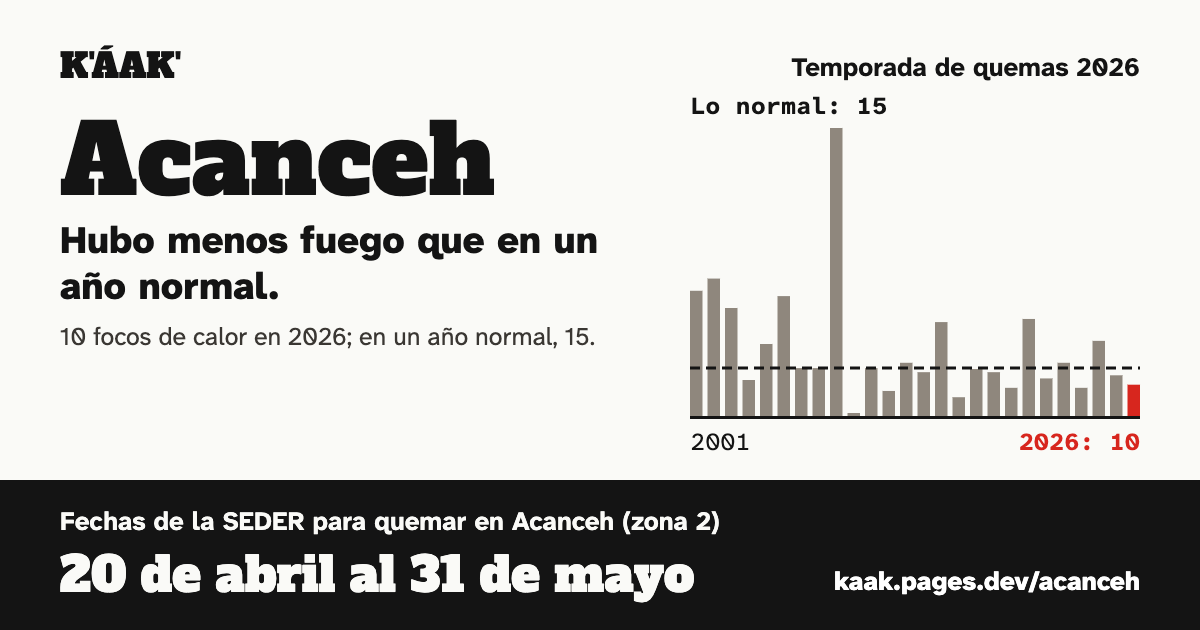 K'ÁAK'
Temporada de quemas 2026
Acanceh
Hubo menos fuego que en un
año normal.
10 focos de calor en 2026; en un año normal, 15.
Lo normal: 15
2001
2026: 10
Fechas de la SEDER para quemar en Acanceh (zona 2)
20 de abril al 31 de mayo
kaak.pages.dev/acanceh